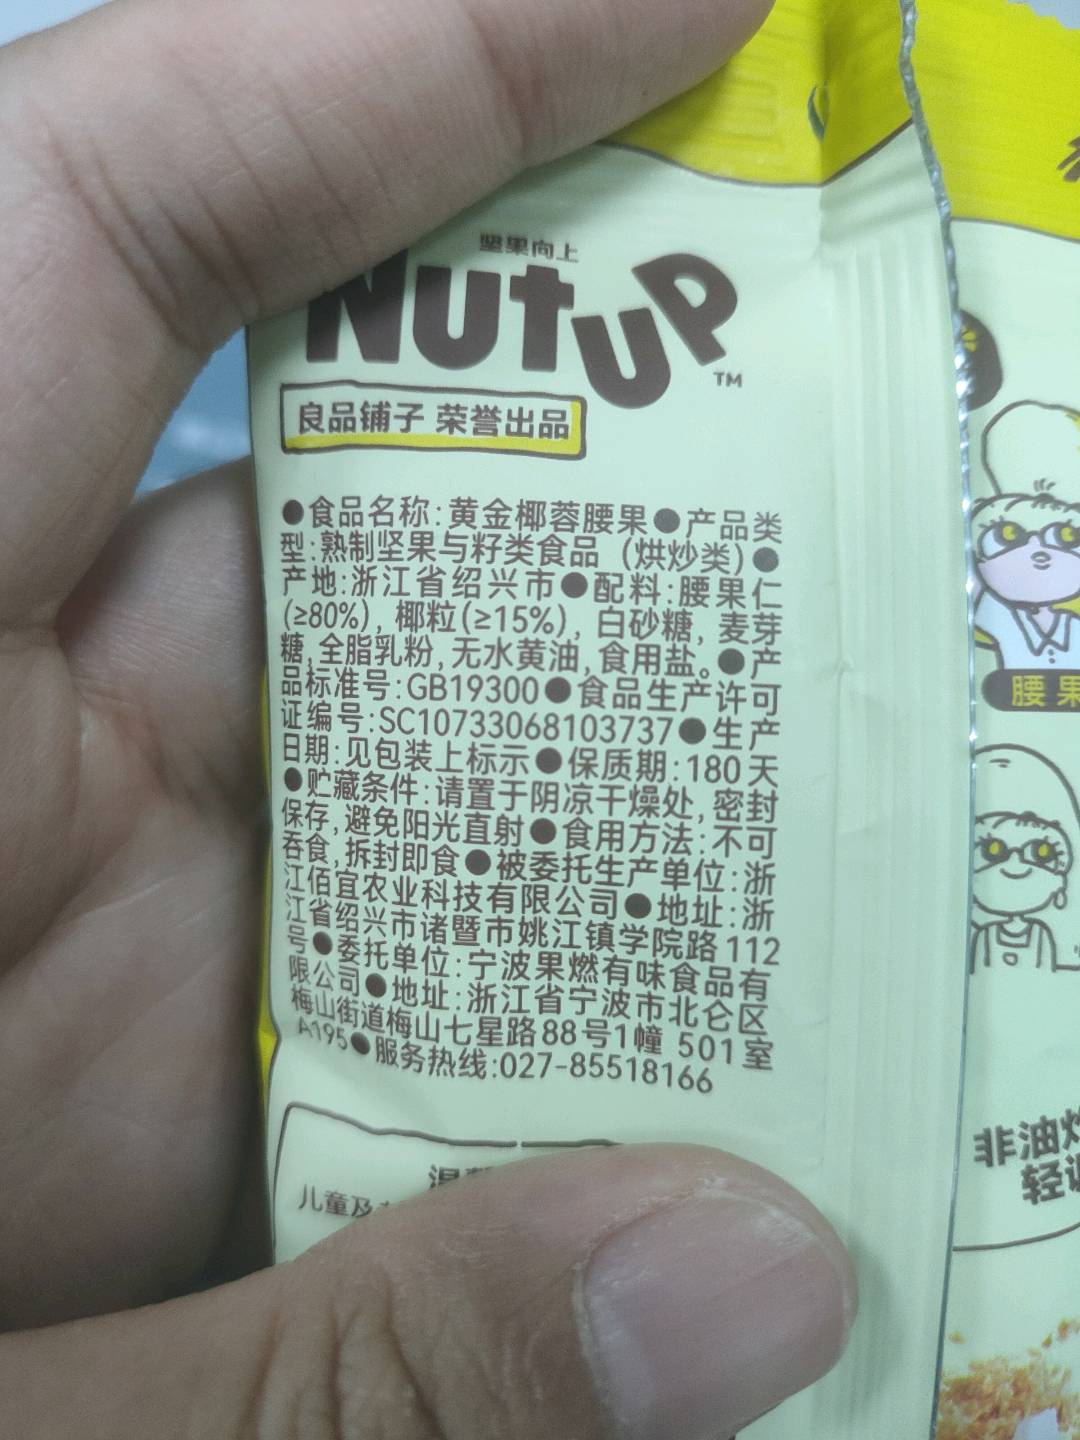 坚果向上
NutUP
TM
良品铺子 荣誉出品
●食品名称:黄金椰蓉腰果●产品类
型:熟制坚果与籽类食品（烘炒类)●
产地:浙江省绍兴市●配料:腰果仁
(≥80%), 椰粒(≥15%), 白砂糖, 麦芽
糖,全脂乳粉,无水黄油,食用盐。●产
品标准号:GB19300●食品生产许可
证编号:SC10733068103737●生产
日期:见包装上标示●保质期:180天
●贮藏条件:请置于阴凉干燥处,密封
保存,避免阳光直射●食用方法:不可
吞食,拆封即食●被委托生产单位:浙
江佰宜农业科技有限公司●地址:浙
江省绍兴市诸暨市姚江镇学院路112
号●委托单位:宁波果燃有味食品有
限公司●地址:浙江省宁波市北仑区
梅山街道梅山七星路88号1幢 501室
A195●服务热线:027-85518166
儿童及
腰果
非油
轻